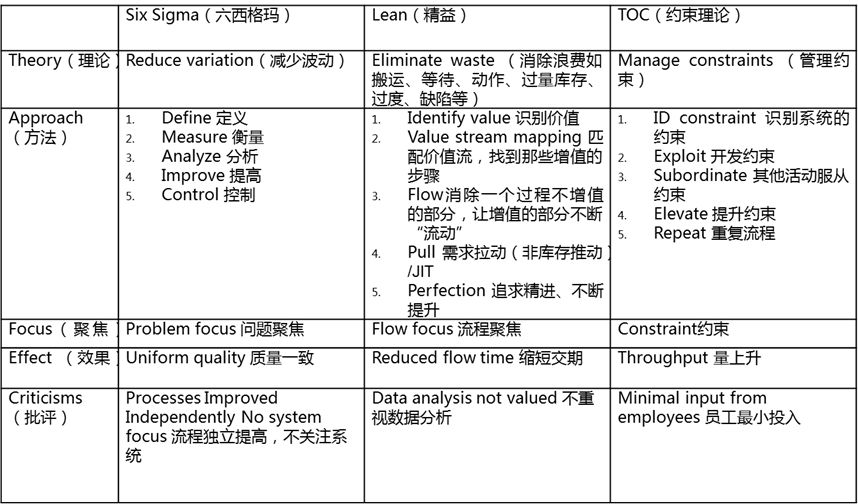 Six Sigma（六西格玛）
Lean（精益）
TOC（约束理论）
Theory（理论）
Reduce variation（减少波动）
Eliminate waste （消除浪费如
搬运、等待、动作、过量库存、
过度、缺陷等）
Manage constraints （管理约
束）
Approach
（方法）
1. Define 定义
2. Measure 衡量
3. Analyze 分析
4. Improve 提高
5. Control 控制
1. Identify value 识别价值
2. Value stream mapping 匹
配价值流，找到那些增值的
步骤
3. Flow消除一个过程不增值
的部分，让增值的部分不断
“流动”
4. Pull 需求拉动（非库存推动）
/JIT
5. Perfection 追求精进、不断
提升
1. ID constraint 识别系统的
约束
2. Exploit 开发约束
3. Subordinate 其他活动服从
约束
4. Elevate 提升约束
5. Repeat 重复流程
Focus（聚焦）
Problem focus 问题聚焦
Flow focus 流程聚焦
Constraint约束
Effect （效果）
Uniform quality 质量一致
Reduced flow time 缩短交期
Throughput 量上升
Criticisms
（批评）
Processes Improved
Independently No system
focus 流程独立提高，不关注系
统
Data analysis not valued 不重
视数据分析
Minimal input from
employees 员工最小投入